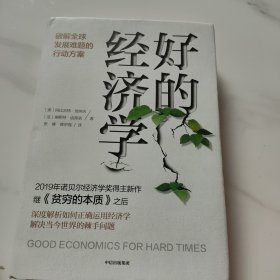 破解全球
发展难题的
行动方案
好的
经济学
2019年诺贝尔经济学奖得主新作
继《贫穷的本质》之后
深度解析如何正确运用经济学
解决当今世界的棘手问题
GOOD ECONOMICS FOR HARD TIMES
中信出版集团